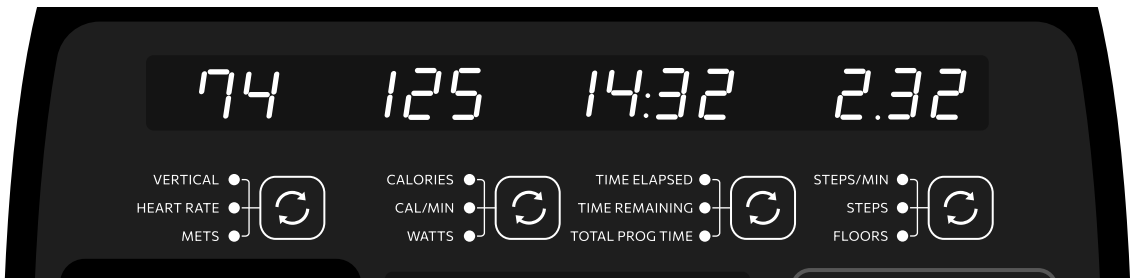 74 125 14:32 2.32
VERTICAL CALORIES TIME ELAPSED STEPS/MIN
HEART RATE CAL/MIN TIME REMAINING STEPS
METS WATTS TOTAL PROG TIME FLOORS